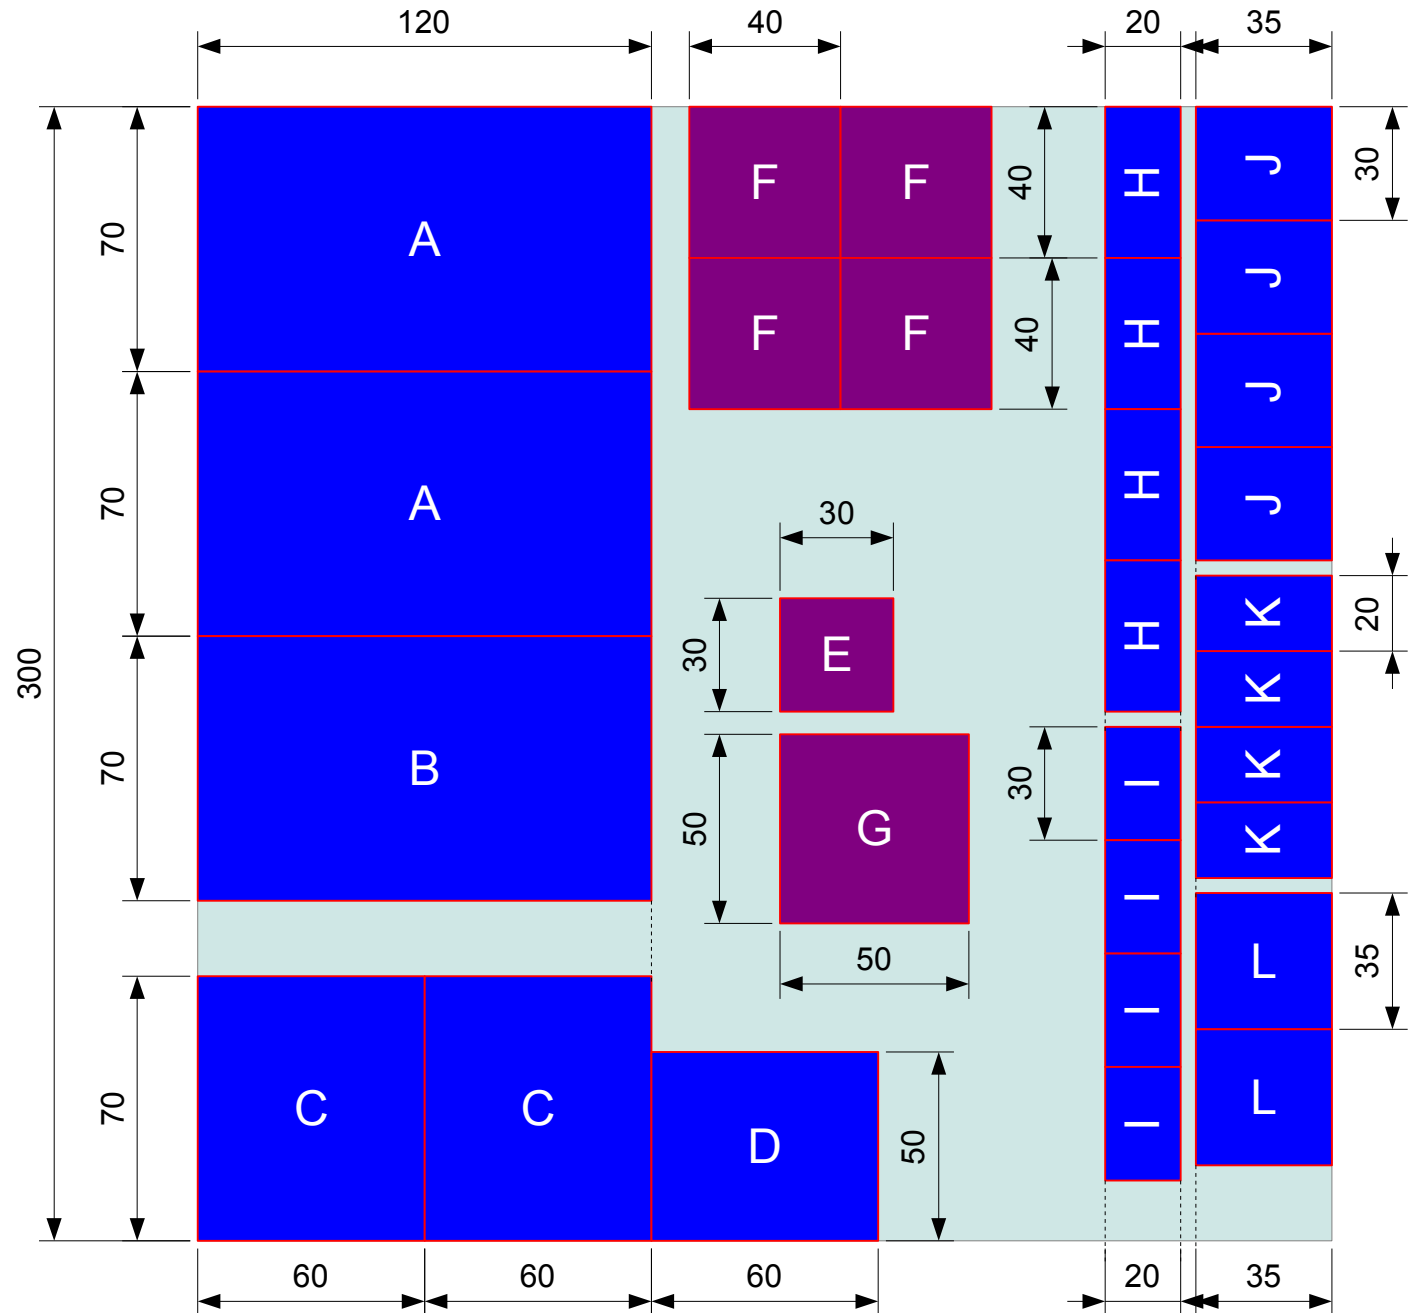 120 40 20 35
F F H J 30
70 A 40
J
F F H 40
J
70 A H J
30
300 30 E H K 20
K
70 B 50 G 30 I K
K
50 I L 35
70 C C D 50 I L
I
60 60 60 20 35